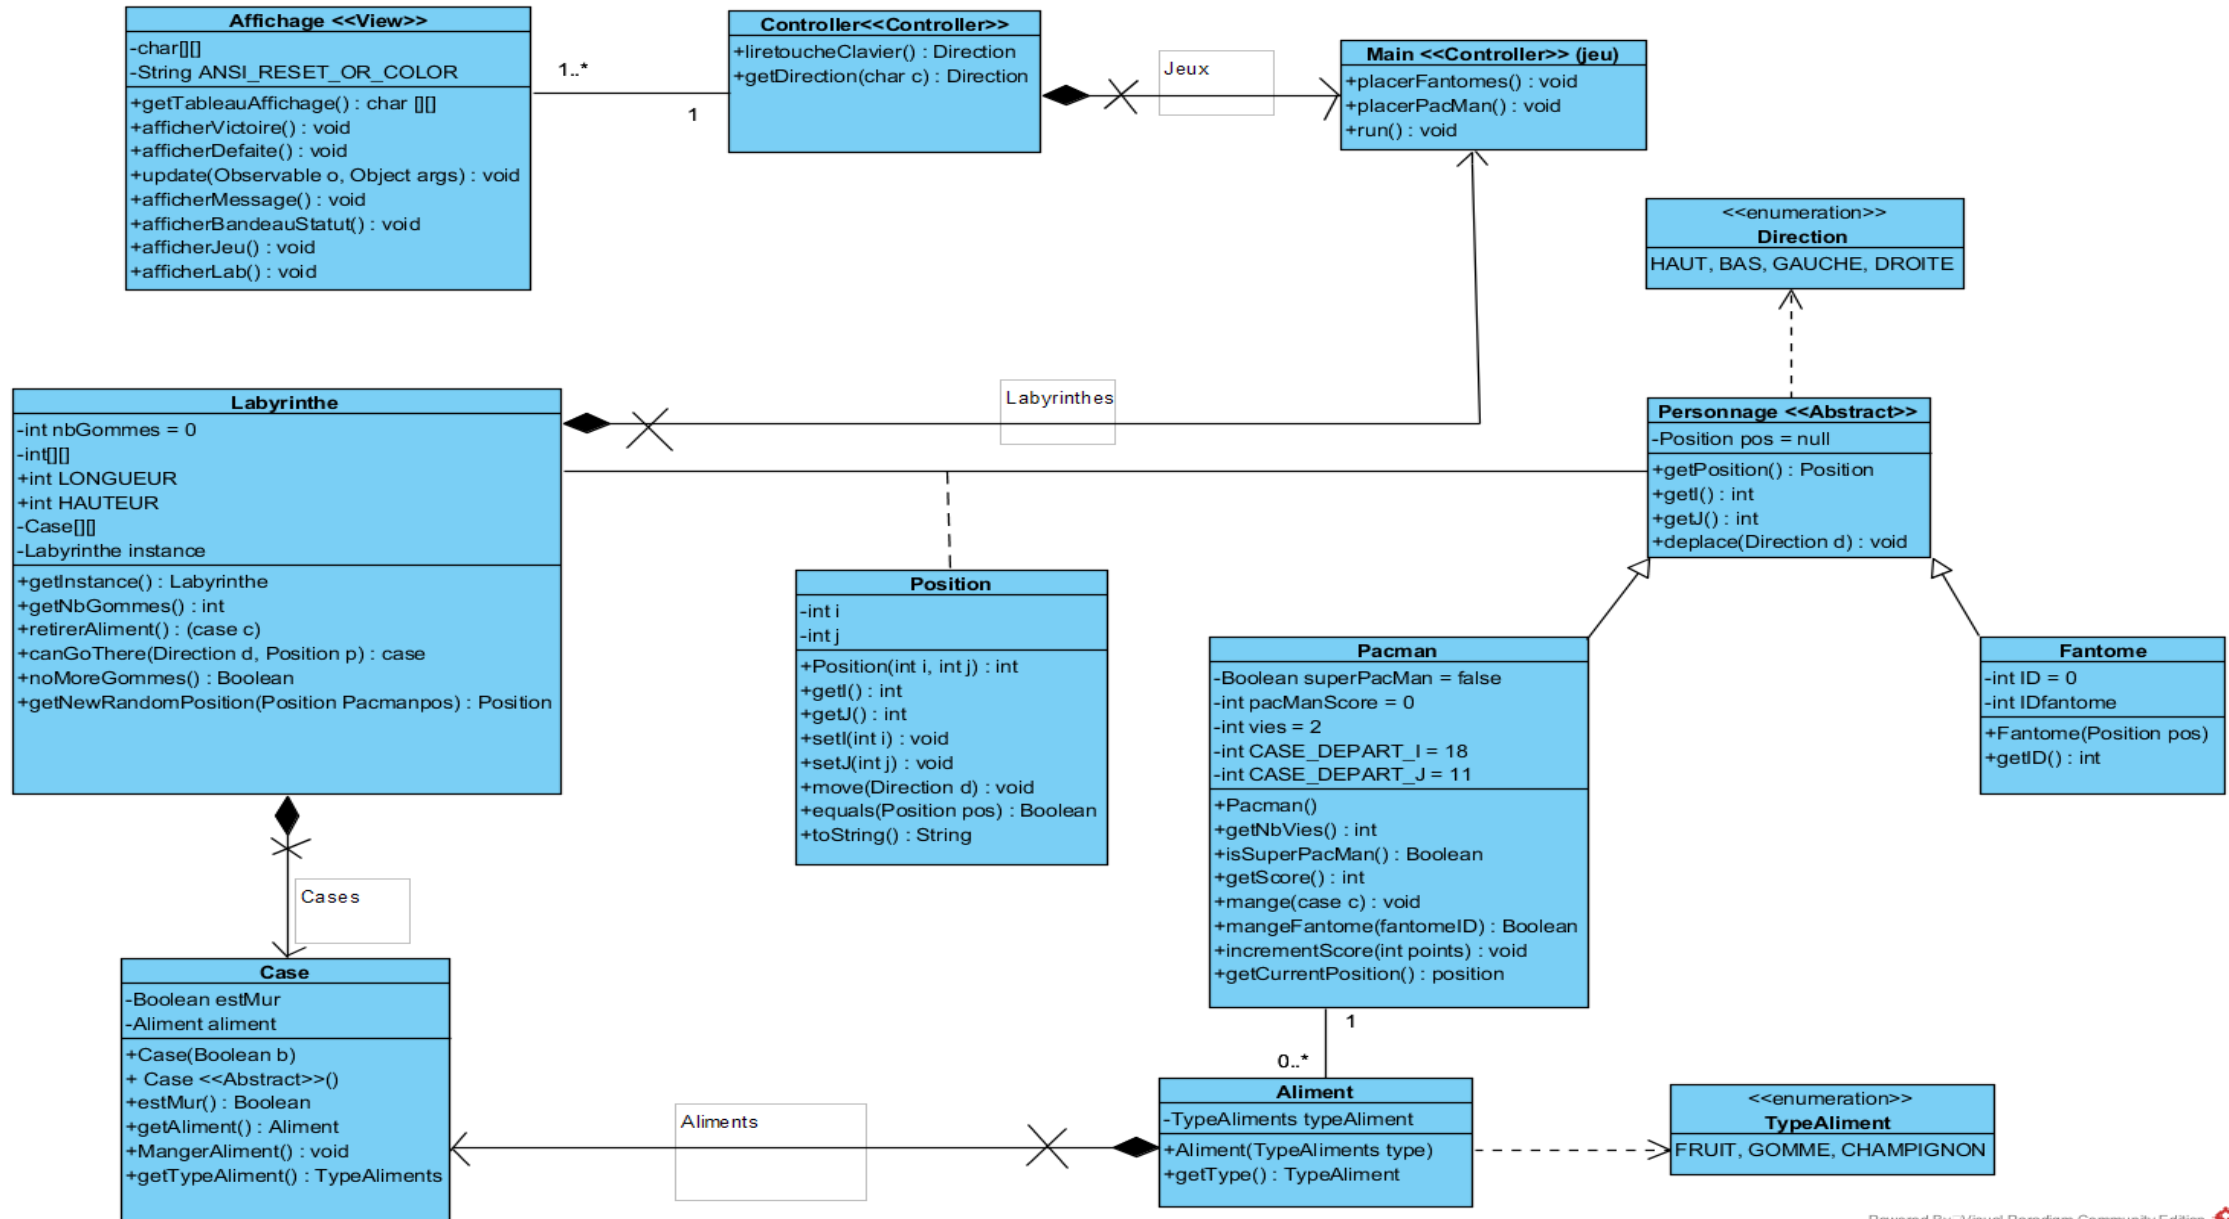 Affichage <<View>>
-char[][]
-String ANSI_RESET_OR_COLOR
+getTableauAffichage() : char [][]
+afficherVictoire() : void
+afficherDefaite() : void
+update(Observable o, Object args) : void
+afficherMessage() : void
+afficherBandeauStatut() : void
+afficherJeu() : void
+afficherLab() : void
1..*
1
Controller<<Controller>>
+liretoucheClavier() : Direction
+getDirection(char c) : Direction
Jeux
Main <<Controller>> (jeu)
+placerFantomes() : void
+placerPacMan() : void
+run() : void
<<enumeration>>
Direction
HAUT, BAS, GAUCHE, DROITE
Labyrinthe
-int nbGommes = 0
-int[][]
+int LONGUEUR
+int HAUTEUR
-Case[][]
-Labyrinthe instance
+getInstance() : Labyrinthe
+getNbGommes() : int
+retirerAliment() : (case c)
+canGoThere(Direction d, Position p) : case
+noMoreGommes() : Boolean
+getNewRandomPosition(Position Pacmanpos) : Position
Labyrinthes
Personnage <<Abstract>>
-Position pos = null
+getPosition() : Position
+getI() : int
+getJ() : int
+deplace(Direction d) : void
Position
-int i
-int j
+Position(int i, int j) : int
+getI() : int
+getJ() : int
+setI(int i) : void
+setJ(int j) : void
+move(Direction d) : void
+equals(Position pos) : Boolean
+toString() : String
Pacman
-Boolean superPacMan = false
-int pacManScore = 0
-int vies = 2
-int CASE_DEPART_I = 18
-int CASE_DEPART_J = 11
+Pacman()
+getNbVies() : int
+isSuperPacMan() : Boolean
+getScore() : int
+mange(case c) : void
+mangeFantome(fantomeID) : Boolean
+incrementScore(int points) : void
+getCurrentPosition() : position
Fantome
-int ID = 0
-int IDfantome
+Fantome(Position pos)
+getID() : int
Cases
Case
-Boolean estMur
-Aliment aliment
+Case(Boolean b)
+ Case <<Abstract>>()
+estMur() : Boolean
+getAliment() : Aliment
+MangerAliment() : void
+getTypeAliment() : TypeAliments
Aliments
1
0..*
Aliment
-TypeAliments typeAliment
+Aliment(TypeAliments type)
+getType() : TypeAliment
<<enumeration>>
TypeAliment
FRUIT, GOMME, CHAMPIGNON
Powered By Visual Paradigm Community Edition